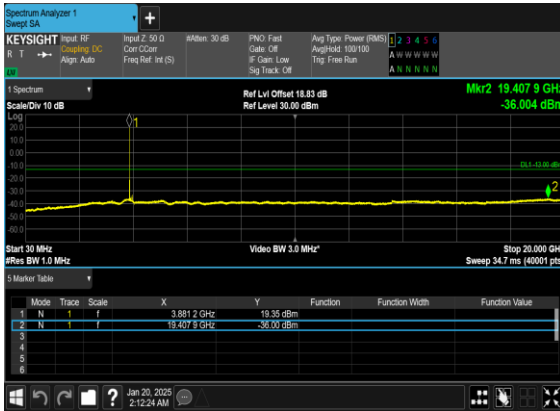 Spectrum Analyzer 1
Swept SA
+
KEYSIGHT Input: RF Input Z: 50 Ω #Atten: 30 dB PNO: Fast Avg Type: Power (RMS) 1 2 3 4 5 6
R T Coupling: DC Corr CCorr Gate: Off Avg|Hold: 100/100 A W W W W W
Align: Auto Freq Ref: Int (S) IF Gain: Low Trig: Free Run
Sig Track: Off A N N N N N
1 Spectrum Ref Lvl Offset 18.83 dB Mkr2 19.407 9 GHz
Scale/Div 10 dB Ref Level 30.00 dBm -36.004 dBm
Log
20.0
10.0
0.00
-10.0
-20.0
-30.0
-40.0
-50.0
-60.0
1
DL1 -13.00 dBm
2
Start 30 MHz Video BW 3.0 MHz* Stop 20.000 GH
#Res BW 1.0 MHz Sweep 34.7 ms (40001 pts
5 Marker Table
Mode Trace Scale X Y Function Function Width Function Value
1 N 1 f 3.881 2 GHz 19.35 dBm
2 N 1 f 19.407 9 GHz -36.00 dBm
3
4
5
6
? Jan 20, 2025
2:12:24 AM